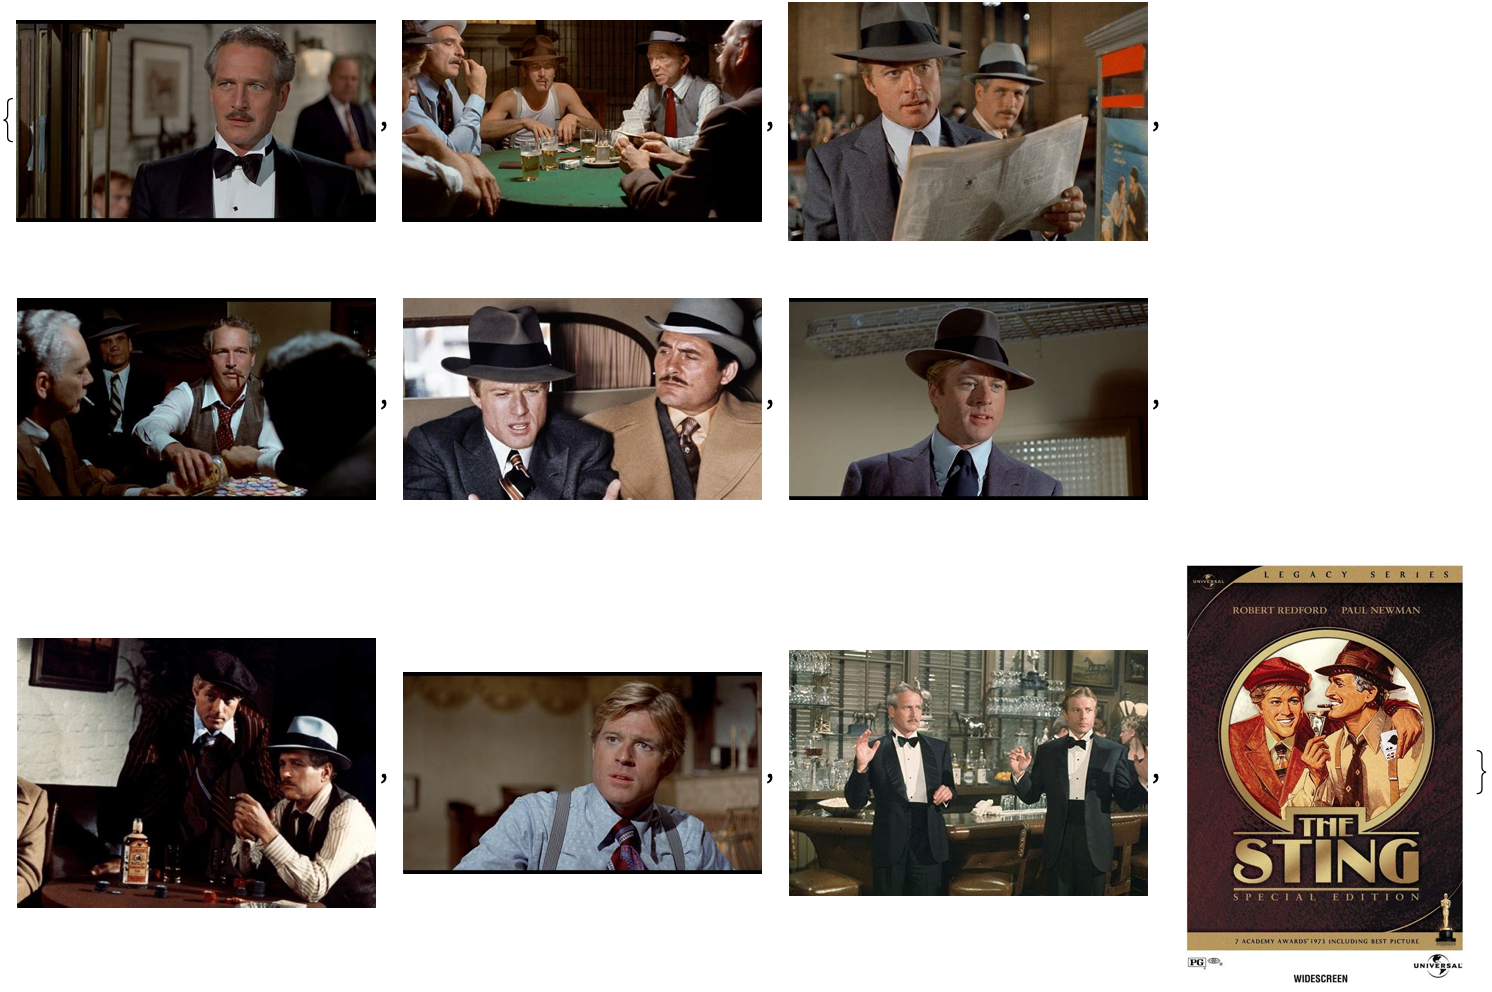 {
,
,
,
,
,
,
UNIVERSAL
LEGACY SERIES
ROBERT REDFORD PAUL NEWMAN
THE
STING
SPECIAL EDITION
7 ACADEMY AWARDS® 1973 INCLUDING BEST PICTURE
,
,
,
}
PG
UNIVERSAL
WIDESCREEN